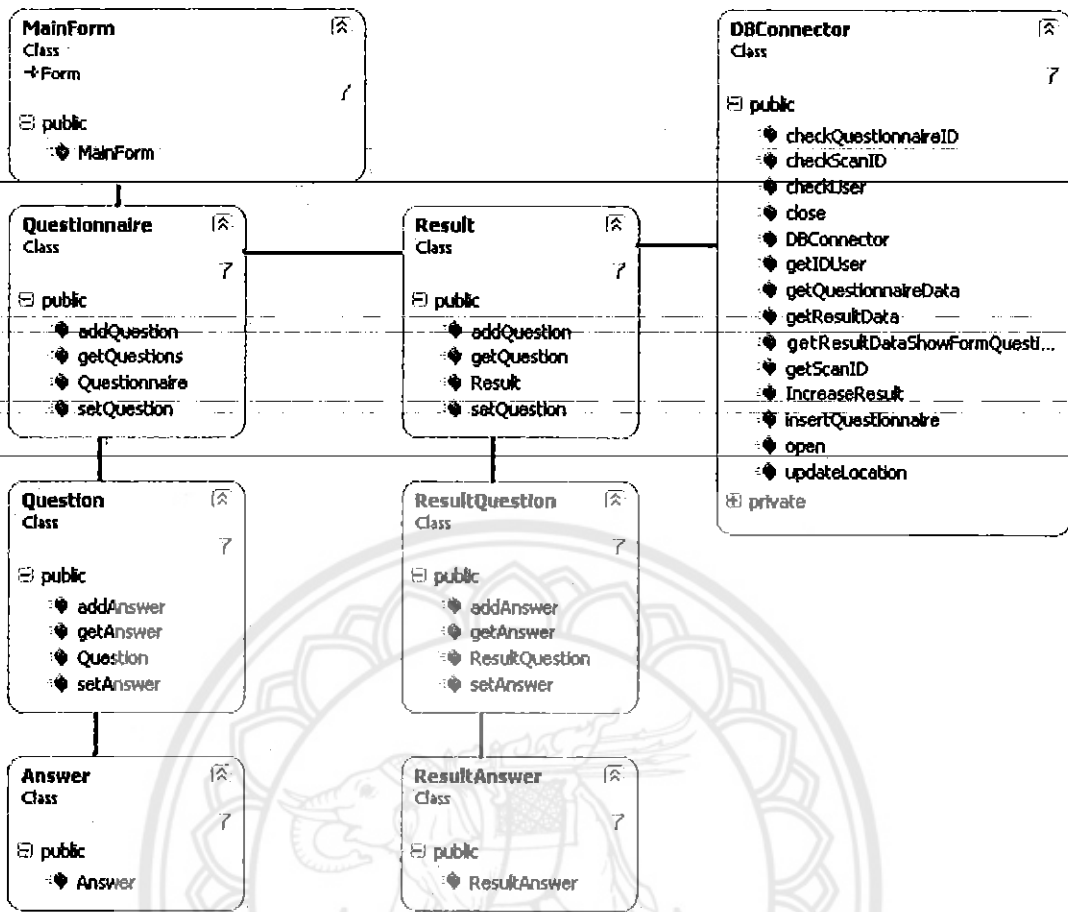 MainForm
Class
Form
public
MainForm
DBConnector
Class
public
checkQuestionnaireID
checkScanID
checkUser
close
DBConnector
getIDUser
getQuestionnaireData
getResultData
getResultDataShowFormQuesti...
getScanID
IncreaseResult
insertQuestionnaire
open
updateLocation
private
Questionnaire
Class
public
addQuestion
getQuestions
Questionnaire
setQuestion
Result
Class
public
addQuestion
getQuestion
Result
setQuestion
Question
Class
public
addAnswer
getAnswer
Question
setAnswer
ResultQuestion
Class
public
addAnswer
getAnswer
ResultQuestion
setAnswer
Answer
Class
public
Answer
ResultAnswer
Class
public
ResultAnswer